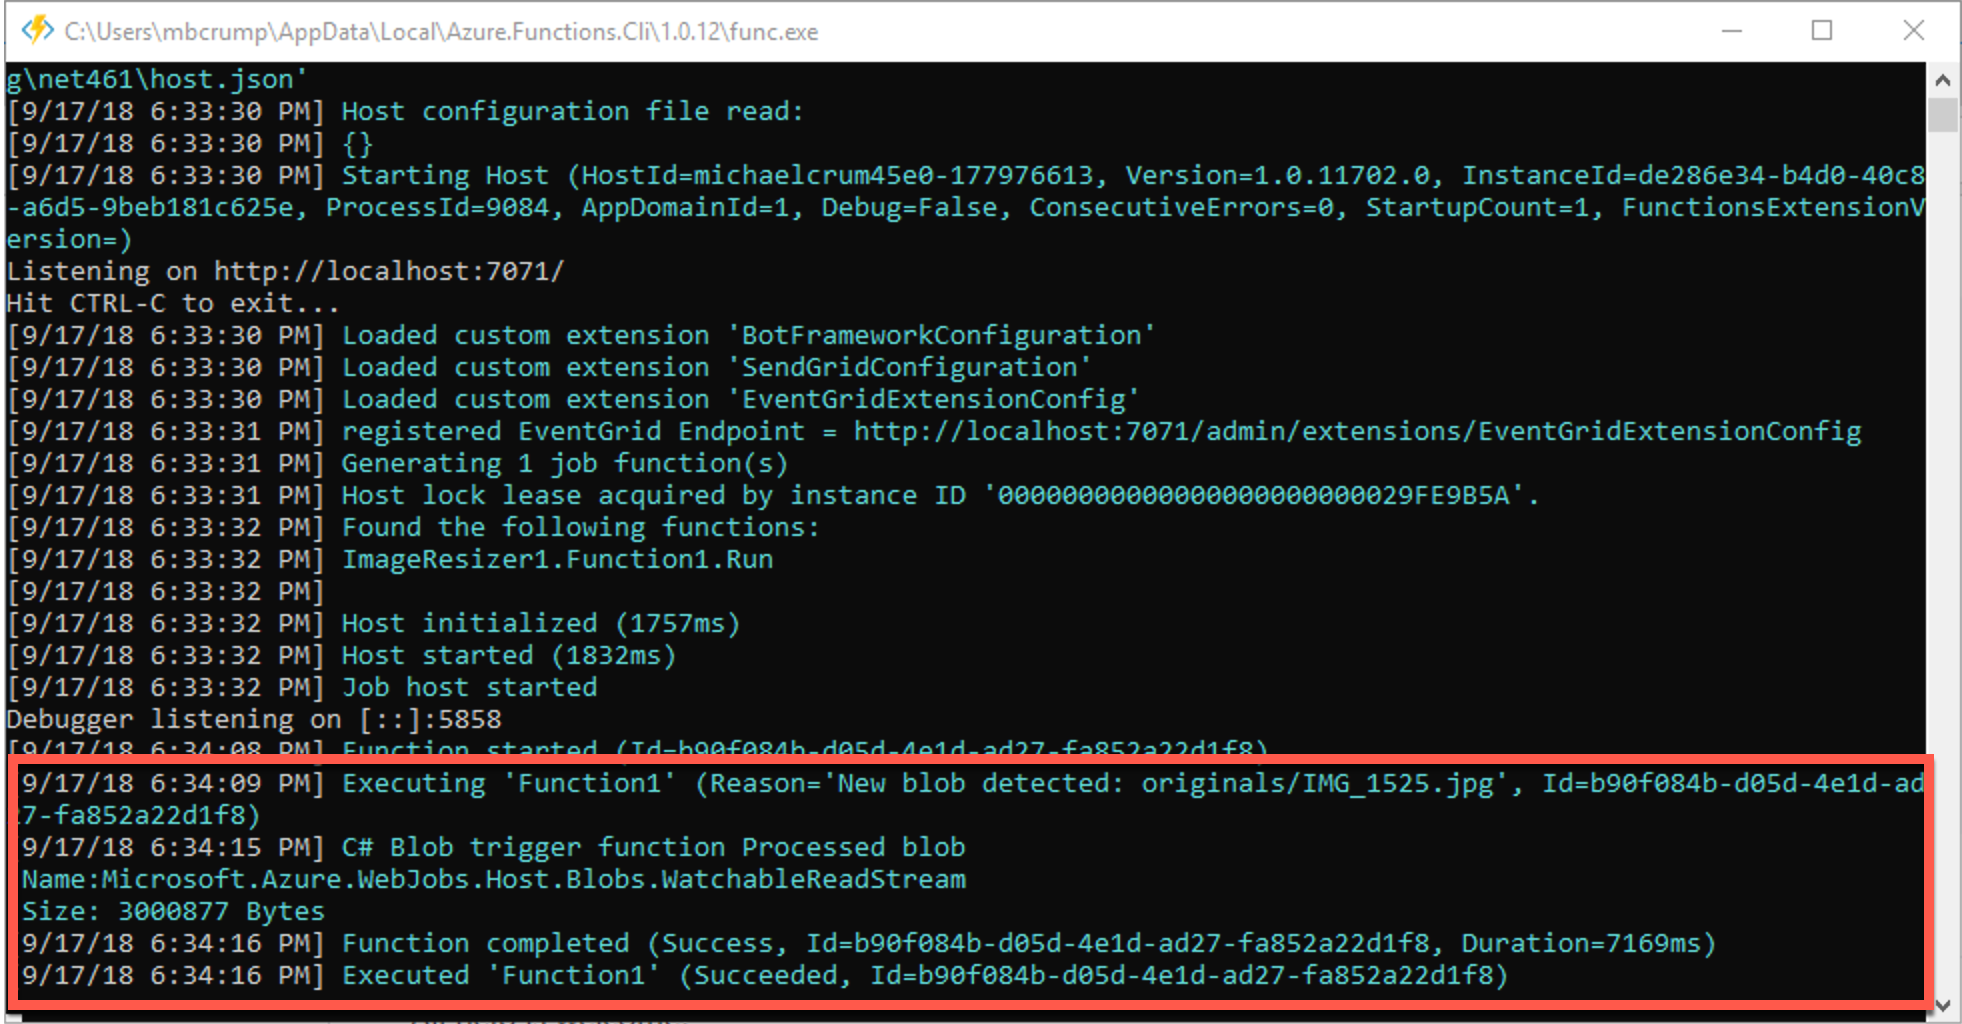 C:\Users\mbcrump\AppData\Local\Azure.Functions.Cli\1.0.12\func.exe
g\net461\host.json'
[9/17/18 6:33:30 PM] Host configuration file read:
[9/17/18 6:33:30 PM] {}
[9/17/18 6:33:30 PM] Starting Host (HostId=michaelcrum45e0-177976613, Version=1.0.11702.0, InstanceId=de286e34-b4d0-40c8
-a6d5-9beb181c625e, ProcessId=9084, AppDomainId=1, Debug=False, ConsecutiveErrors=0, StartupCount=1, FunctionsExtensionV
ersion=)
Listening on http://localhost:7071/
Hit CTRL-C to exit...
[9/17/18 6:33:30 PM] Loaded custom extension 'BotFrameworkConfiguration'
[9/17/18 6:33:30 PM] Loaded custom extension 'SendGridConfiguration'
[9/17/18 6:33:30 PM] Loaded custom extension 'EventGridExtensionConfig'
[9/17/18 6:33:31 PM] registered EventGrid Endpoint = http://localhost:7071/admin/extensions/EventGridExtensionConfig
[9/17/18 6:33:31 PM] Generating 1 job function(s)
[9/17/18 6:33:31 PM] Host lock lease acquired by instance ID '00000000000000000000000029FE9B5A'.
[9/17/18 6:33:32 PM] Found the following functions:
[9/17/18 6:33:32 PM] ImageResizer1.Function1.Run
[9/17/18 6:33:32 PM]
[9/17/18 6:33:32 PM] Host initialized (1757ms)
[9/17/18 6:33:32 PM] Host started (1832ms)
[9/17/18 6:33:32 PM] Job host started
Debugger listening on [::]:5858
[9/17/18 6:34:08 PM] Function started (Id=b90f084b-d05d-4e1d-ad27-fa852a22d1f8)
9/17/18 6:34:09 PM] Executing 'Function1' (Reason='New blob detected: originals/IMG_1525.jpg', Id=b90f084b-d05d-4e1d-ad
27-fa852a22d1f8)
9/17/18 6:34:15 PM] C# Blob trigger function Processed blob
Name:Microsoft.Azure.WebJobs.Host.Blobs.WatchableReadStream
Size: 3000877 Bytes
9/17/18 6:34:16 PM] Function completed (Success, Id=b90f084b-d05d-4e1d-ad27-fa852a22d1f8, Duration=7169ms)
9/17/18 6:34:16 PM] Executed 'Function1' (Succeeded, Id=b90f084b-d05d-4e1d-ad27-fa852a22d1f8)